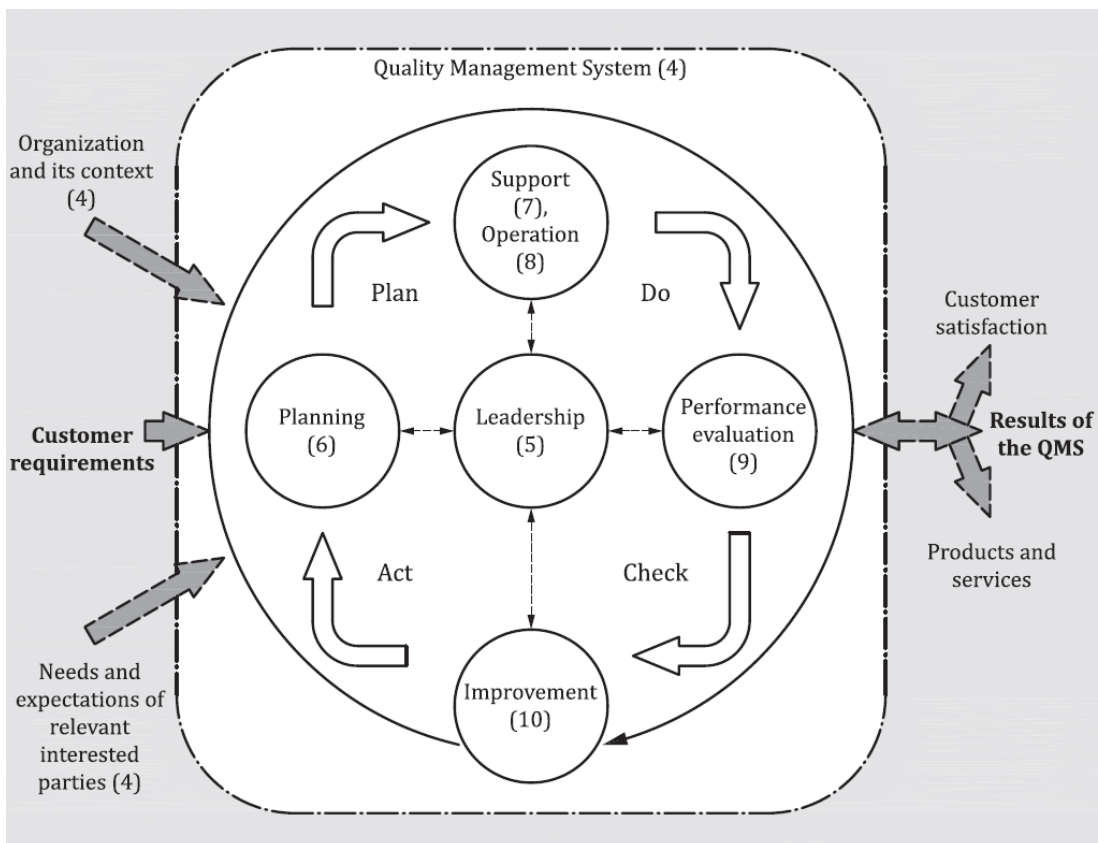 Quality Management System (4)
Organization
and its context
(4)
Support
(7),
Operation
(8)
Plan
Do
Customer
satisfaction
Planning
(6)
Leadership
(5)
Performance
evaluation
(9)
Customer
requirements
Results of
the QMS
Act
Check
Products and
services
Improvement
(10)
Needs and
expectations of
relevant
interested
parties (4)